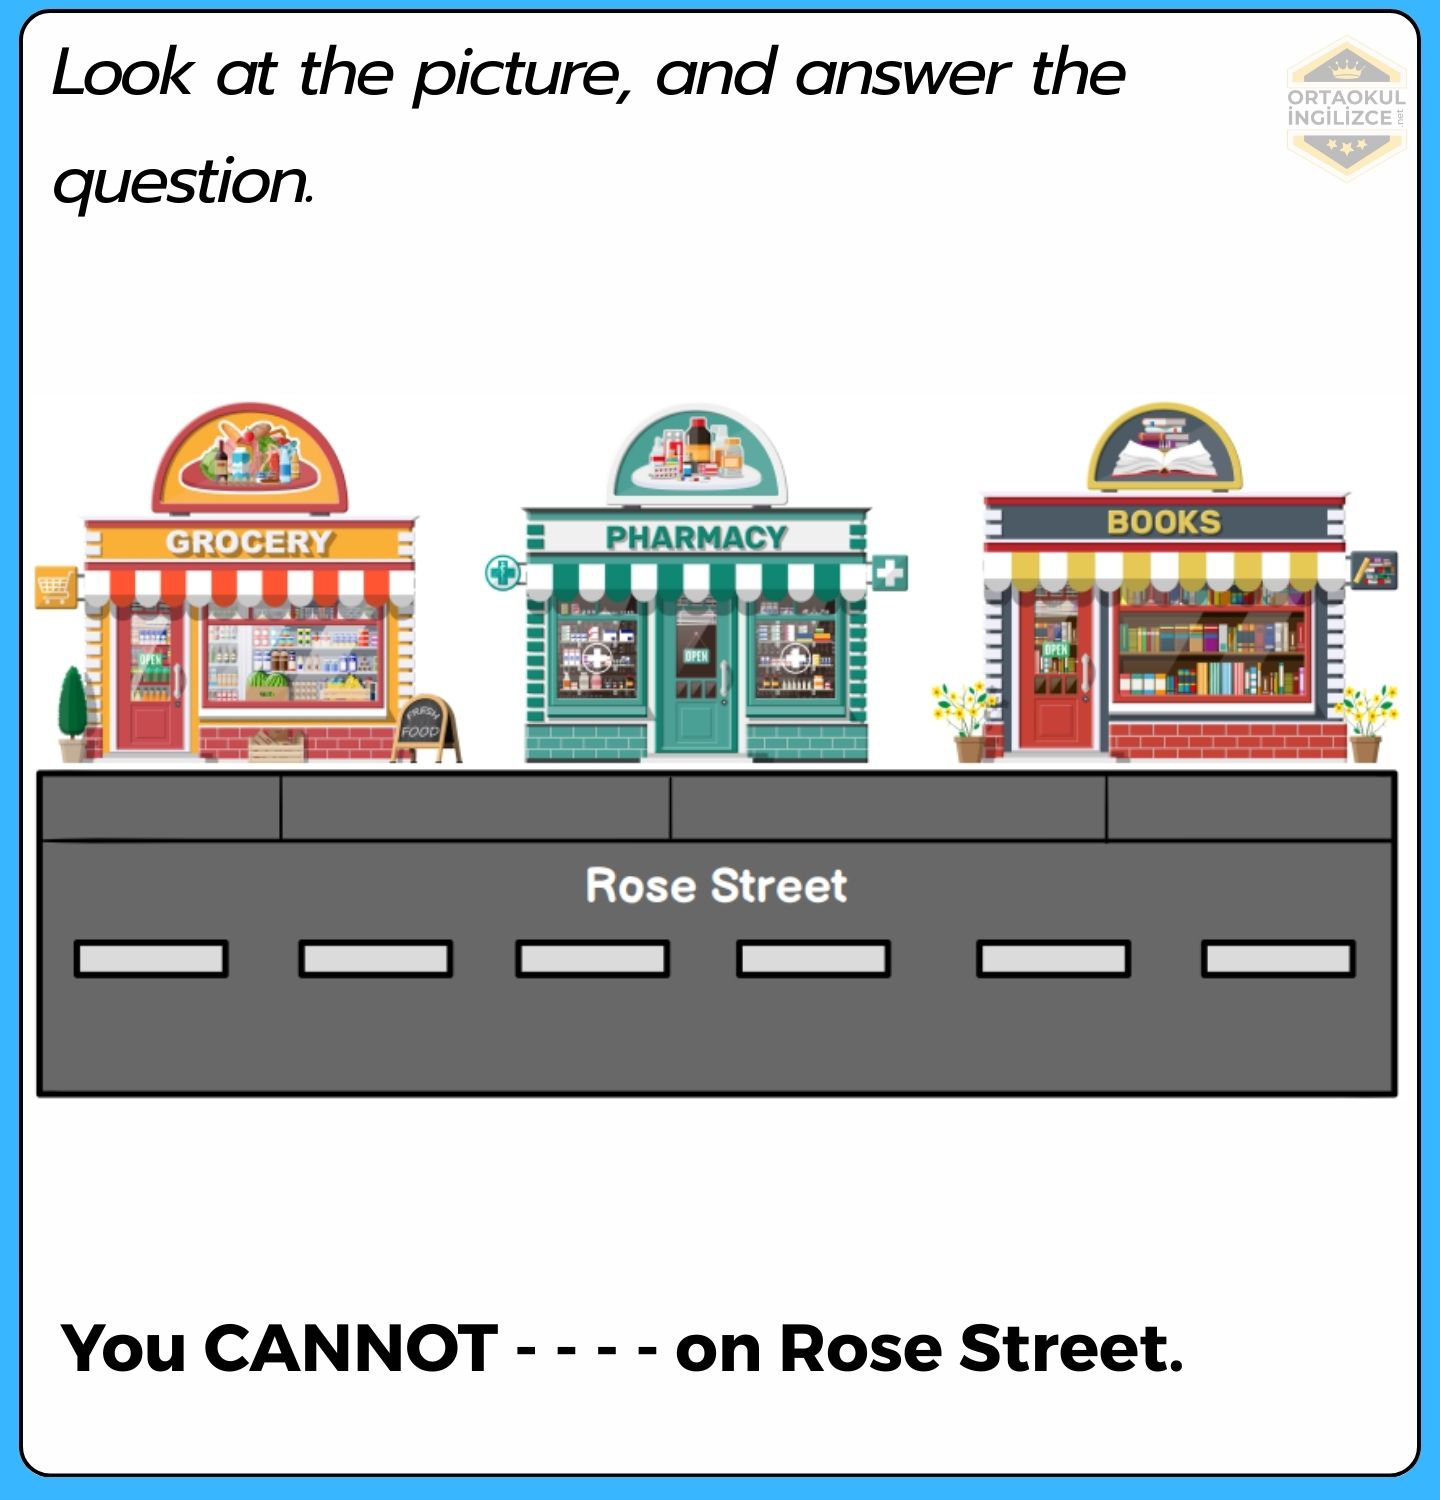 Look at the picture, and answer the
question.
ORTAOKUL
İNGİLİZCE
.net
GROCERY
PHARMACY
BOOKS
OPEN
OPEN
OPEN
FRESH
FOOD
Rose Street
You CANNOT - - - - on Rose Street.